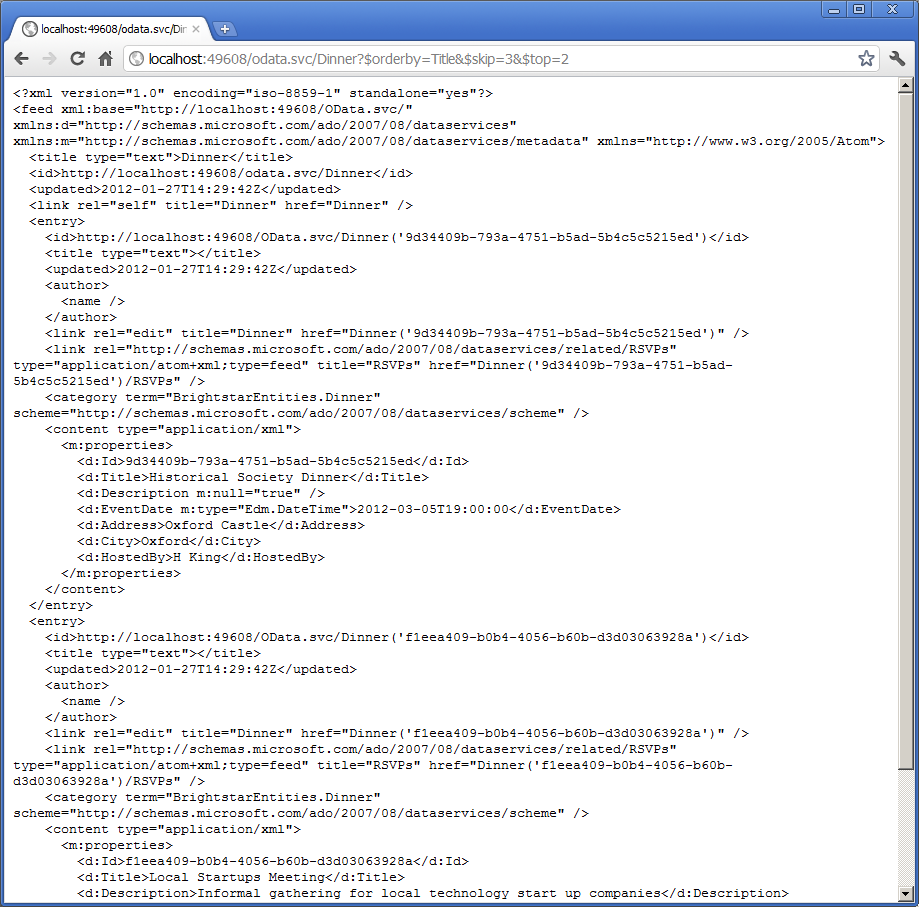 localhost:49608/odata.svc/Din
localhost:49608/odata.svc/Dinner?$orderby=Title&$skip=3&$top=2
<?xml version="1.0" encoding="iso-8859-1" standalone="yes"?>
<feed xml:base="http://localhost:49608/OData.svc/"
xmlns:d="http://schemas.microsoft.com/ado/2007/08/dataservices"
xmlns:m="http://schemas.microsoft.com/ado/2007/08/dataservices/metadata" xmlns="http://www.w3.org/2005/Atom">
  <title type="text">Dinner</title>
  <id>http://localhost:49608/odata.svc/Dinner</id>
  <updated>2012-01-27T14:29:42Z</updated>
  <link rel="self" title="Dinner" href="Dinner" />
  <entry>
    <id>http://localhost:49608/OData.svc/Dinner('9d34409b-793a-4751-b5ad-5b4c5c5215ed')</id>
    <title type="text"></title>
    <updated>2012-01-27T14:29:42Z</updated>
    <author>
      <name />
    </author>
    <link rel="edit" title="Dinner" href="Dinner('9d34409b-793a-4751-b5ad-5b4c5c5215ed')" />
    <link rel="http://schemas.microsoft.com/ado/2007/08/dataservices/related/RSVPs"
type="application/atom+xml;type=feed" title="RSVPs" href="Dinner('9d34409b-793a-4751-b5ad-
5b4c5c5215ed')/RSVPs" />
    <category term="BrightstarEntities.Dinner"
scheme="http://schemas.microsoft.com/ado/2007/08/dataservices/scheme" />
    <content type="application/xml">
      <m:properties>
        <d:Id>9d34409b-793a-4751-b5ad-5b4c5c5215ed</d:Id>
        <d:Title>Historical Society Dinner</d:Title>
        <d:Description m:null="true" />
        <d:EventDate m:type="Edm.DateTime">2012-03-05T19:00:00</d:EventDate>
        <d:Address>Oxford Castle</d:Address>
        <d:City>Oxford</d:City>
        <d:HostedBy>H King</d:HostedBy>
      </m:properties>
    </content>
  </entry>
  <entry>
    <id>http://localhost:49608/OData.svc/Dinner('f1eea409-b0b4-4056-b60b-d3d03063928a')</id>
    <title type="text"></title>
    <updated>2012-01-27T14:29:42Z</updated>
    <author>
      <name />
    </author>
    <link rel="edit" title="Dinner" href="Dinner('f1eea409-b0b4-4056-b60b-d3d03063928a')" />
    <link rel="http://schemas.microsoft.com/ado/2007/08/dataservices/related/RSVPs"
type="application/atom+xml;type=feed" title="RSVPs" href="Dinner('f1eea409-b0b4-4056-b60b-
d3d03063928a')/RSVPs" />
    <category term="BrightstarEntities.Dinner"
scheme="http://schemas.microsoft.com/ado/2007/08/dataservices/scheme" />
    <content type="application/xml">
      <m:properties>
        <d:Id>f1eea409-b0b4-4056-b60b-d3d03063928a</d:Id>
        <d:Title>Local Startups Meeting</d:Title>
        <d:Description>Informal gathering for local technology start up companies</d:Description>